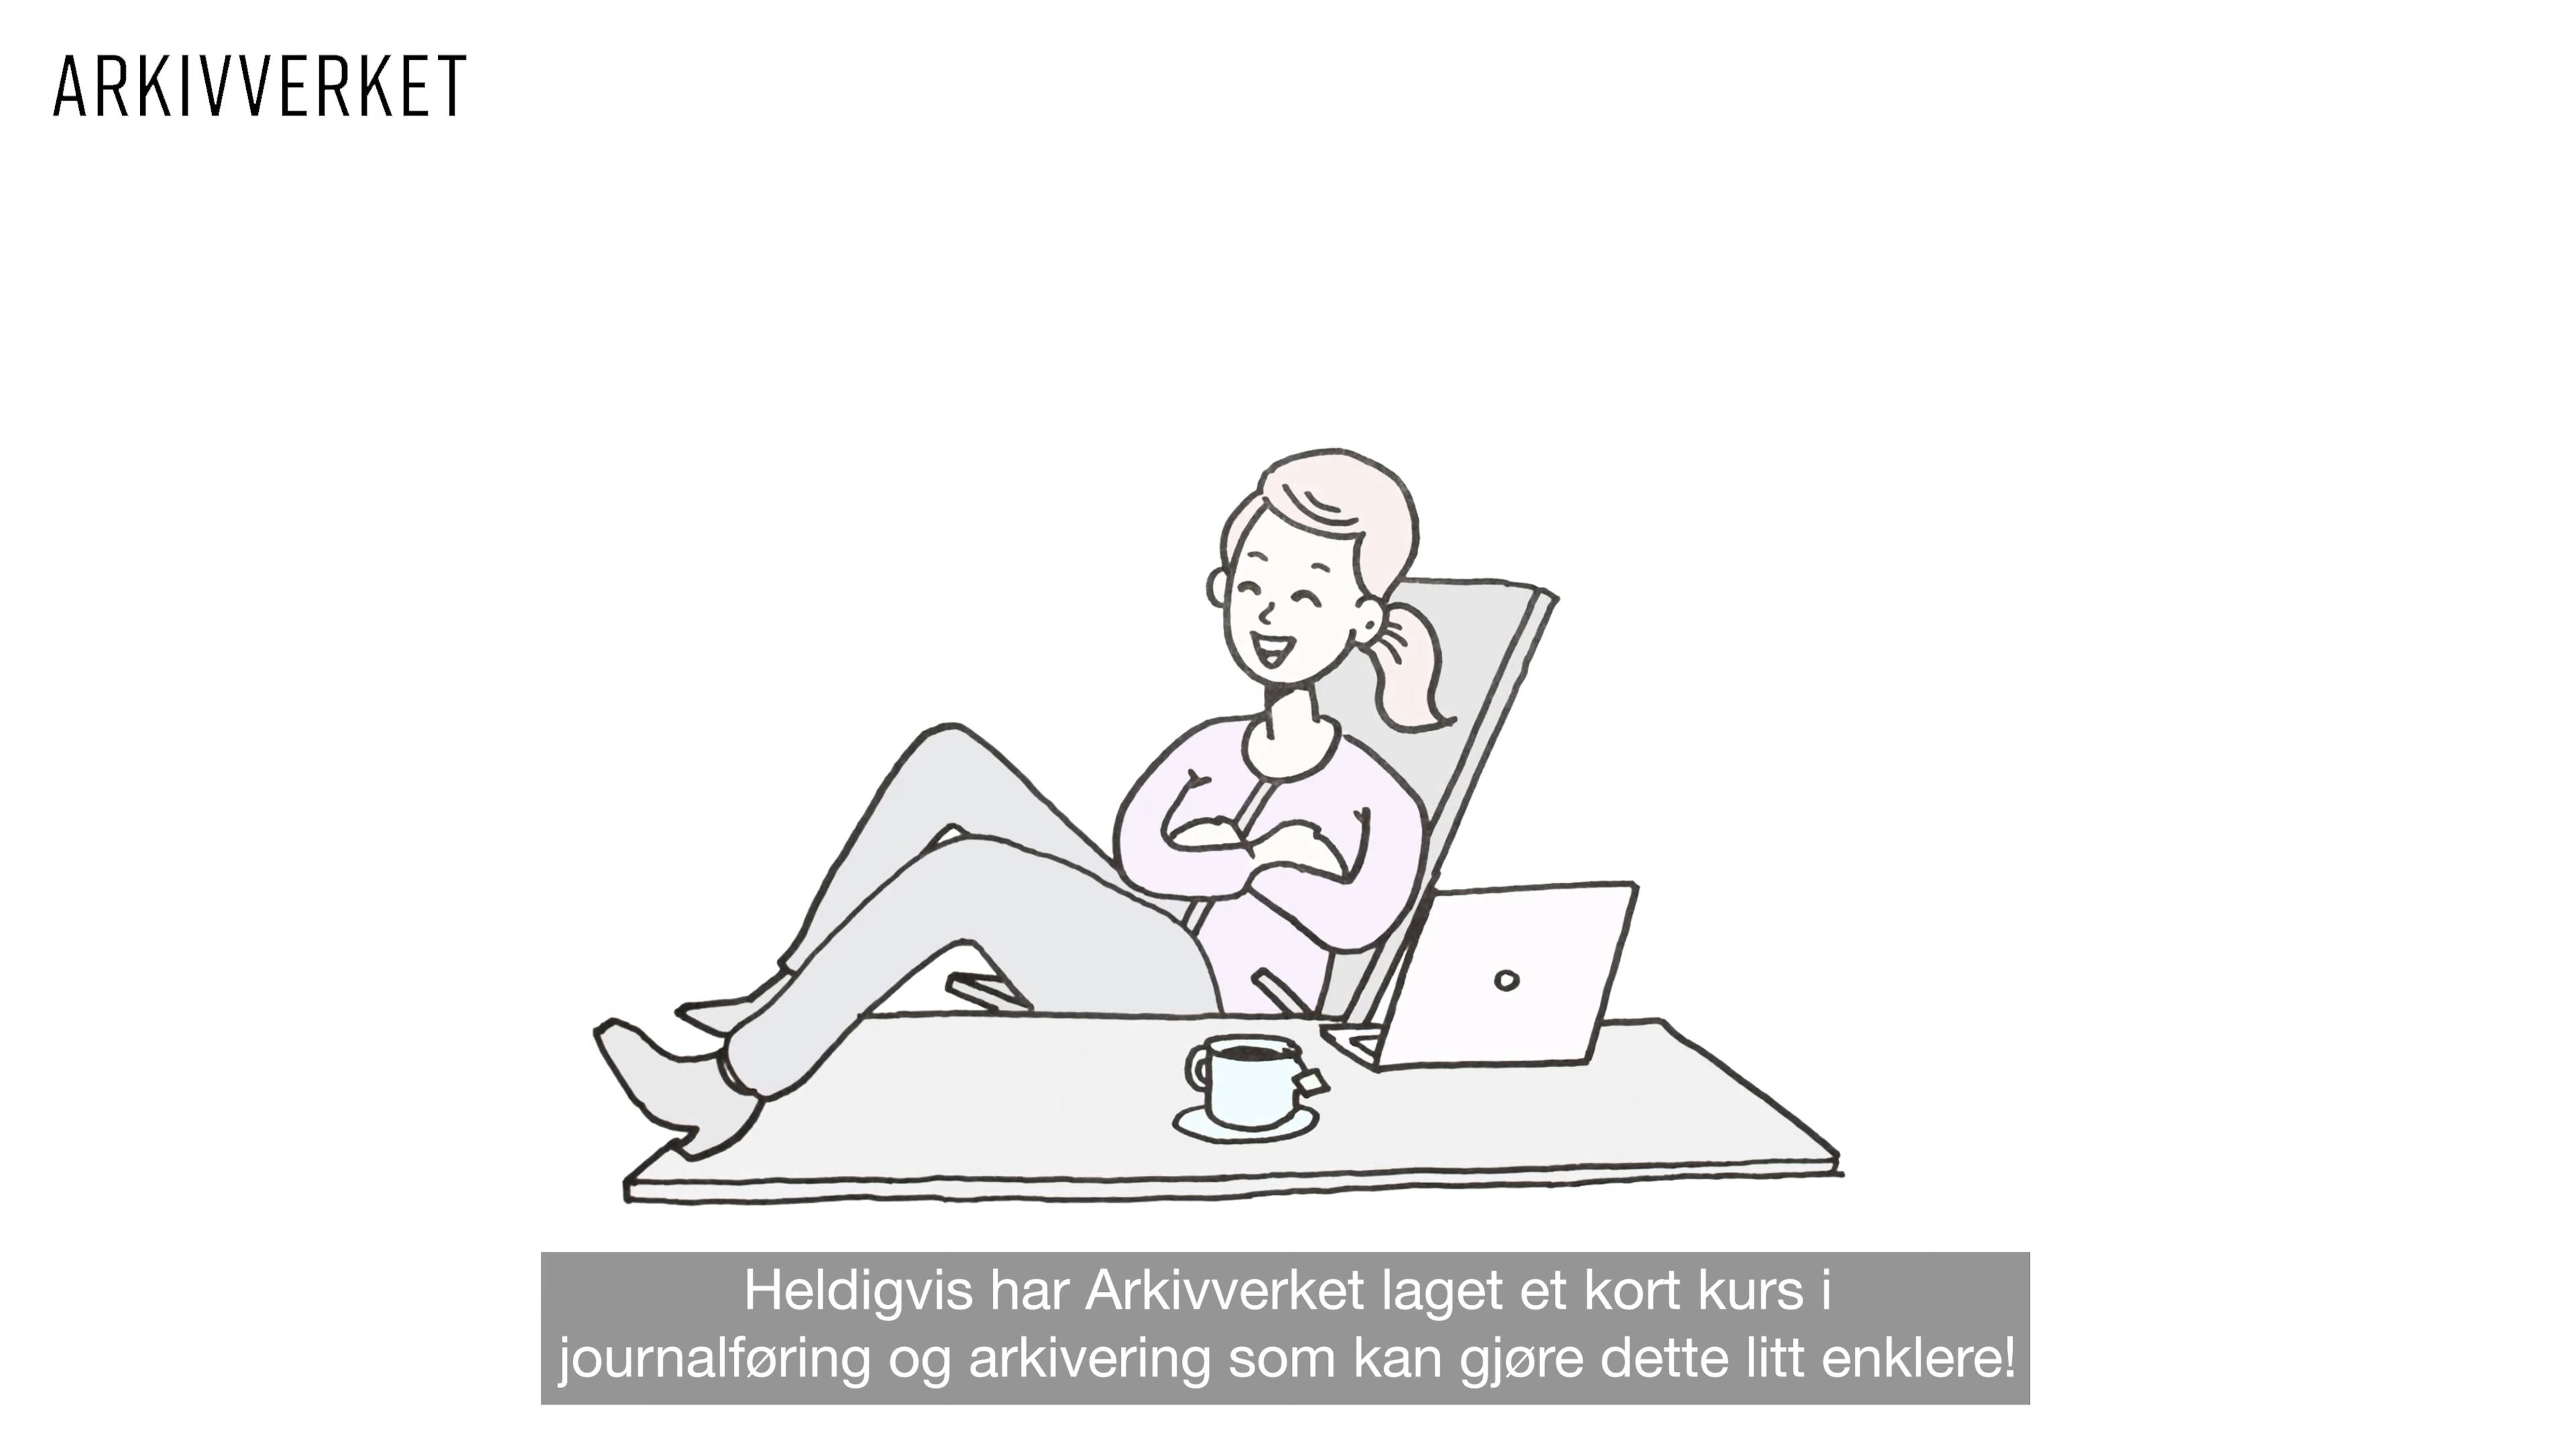 ARKIVVERKET
Heldigvis har Arkivverket laget et kort kurs i
journalføring og arkivering som kan gjøre dette litt enklere!